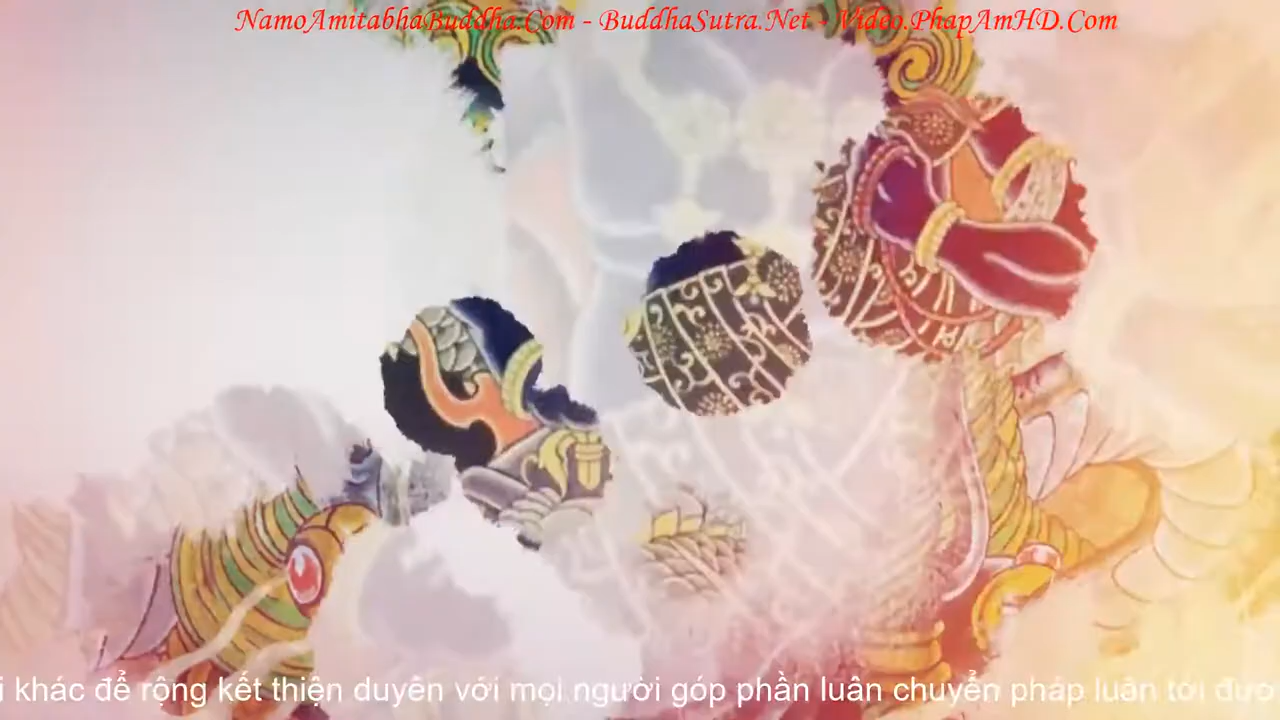 NamoAmitabhaBuddha.Com - BuddhaSutra.Net - Video.PhapAmHD.Com
i khác để rộng kết thiện duyên với mọi người góp phần luân chuyển pháp luân tới đượ